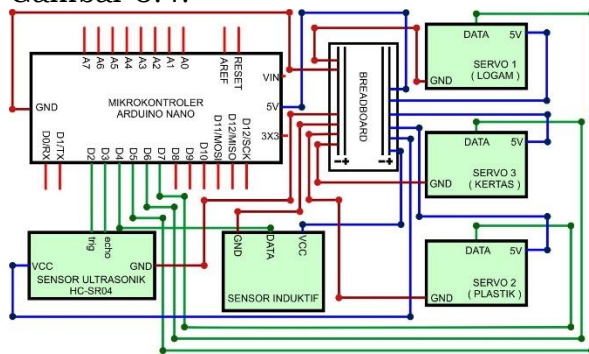 Gambar 3.4.
A7 A6 A5 A4 A3 A2 A1 A0 AREF RESET
VIN
GND
MIKROKONTROLER
ARDUINO NANO
5V
3X3
D0/RX D1/TX D2 D3 D4 D5 D6 D7 D8 D9 D10 D11/MOSI D12/MISO D12/SCK
BREADBOARD
-+ -+
DATA 5V
SERVO 1
( LOGAM )
GND
DATA 5V
SERVO 3
( KERTAS )
GND
DATA 5V
SERVO 2
( PLASTIK )
GND
trig echo
VCC GND
SENSOR ULTRASONIK
HC-SR04
GND DATA VCC
SENSOR INDUKTIF